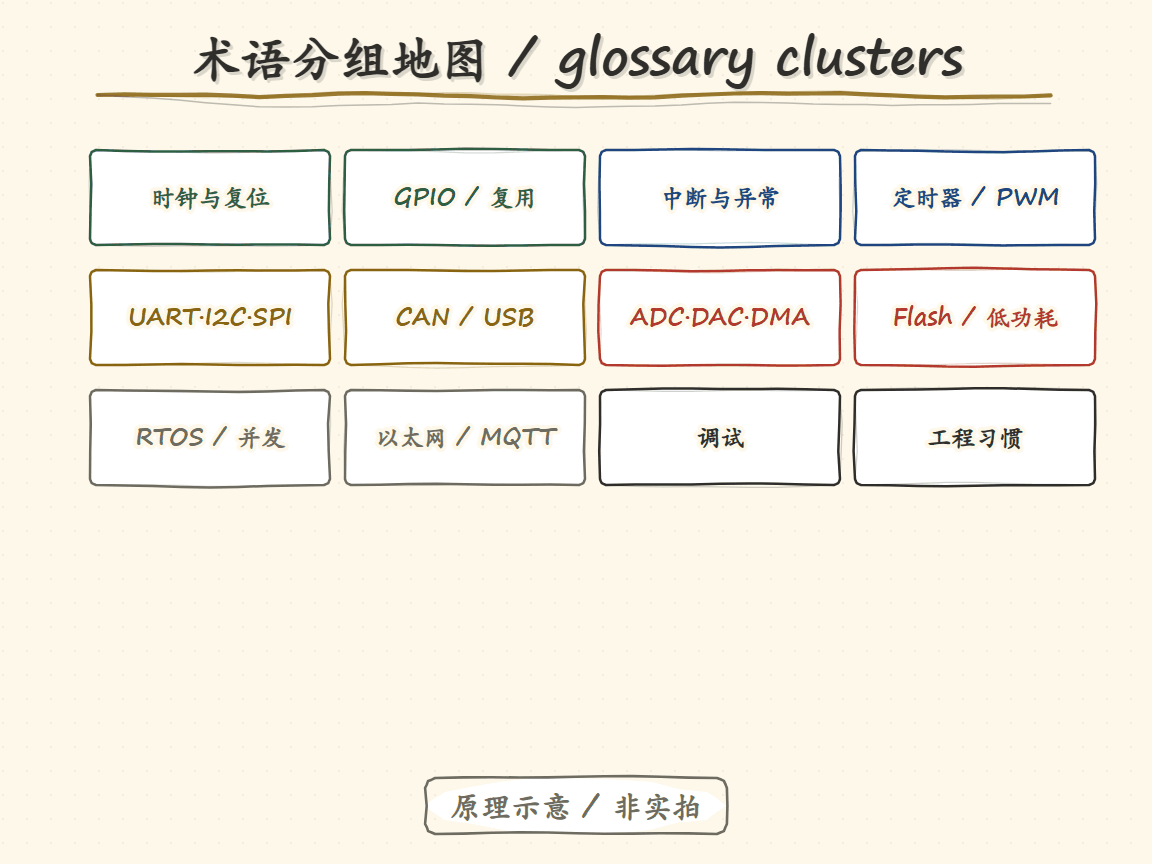 术语分组地图 / glossary clusters
时钟与复位
GPIO / 复用
中断与异常
定时器 / PWM
UART·I2C·SPI
CAN / USB
ADC·DAC·DMA
Flash / 低功耗
RTOS / 并发
以太网 / MQTT
调试
工程习惯
原理示意 / 非实拍